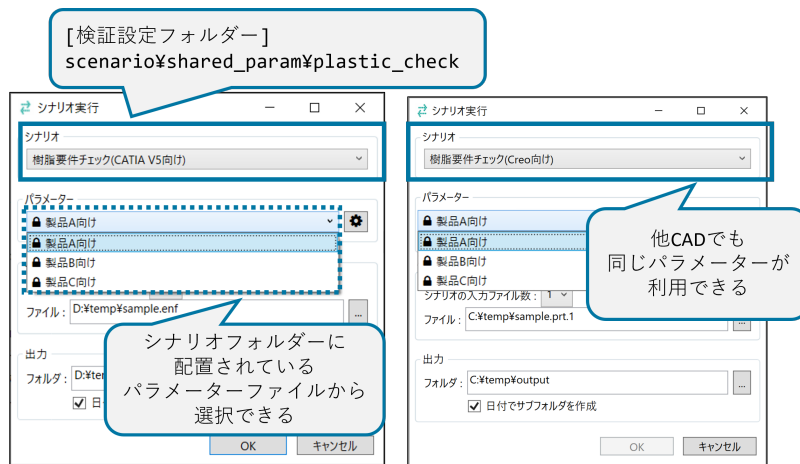 [検証設定フォルダー]
scenario¥shared_param¥plastic_check
シナリオ実行
シナリオ
樹脂要件チェック(CATIA V5向け)
パラメーター
製品A向け
製品A向け
製品B向け
製品C向け
ファイル : D:¥temp¥sample.enf
...
出力
フォルダ : D:¥te
日
シナリオフォルダーに
配置されている
パラメーターファイルから
選択できる
OK
キャンセル
シナリオ実行
シナリオ
樹脂要件チェック(Creo向け)
パラメーター
製品A向け
製品A向け
製品B向け
製品C向け
シナリオの入力ファイル数 : 1
ファイル : C:¥temp¥sample.prt.1
...
他CADでも
同じパラメーターが
利用できる
出力
フォルダ : C:¥temp¥output
...
日付でサブフォルダを作成
OK
キャンセル